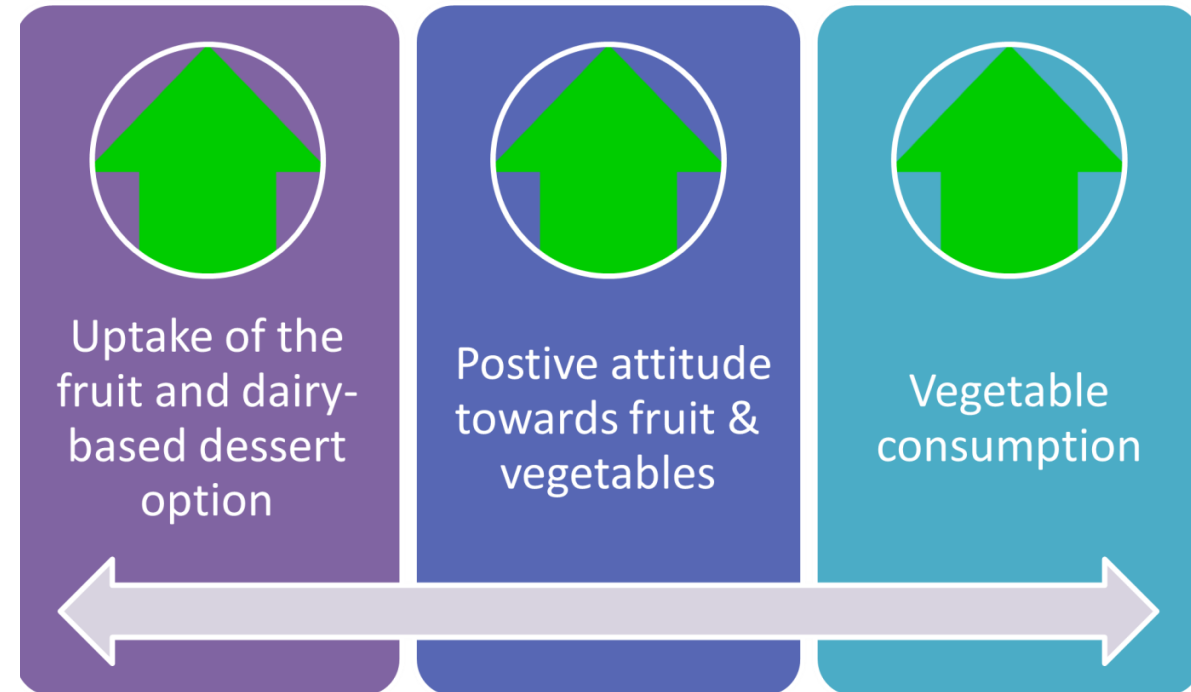 Uptake of the
fruit and dairy-
based dessert
option
Postive attitude
towards fruit &
vegetables
Vegetable
consumption